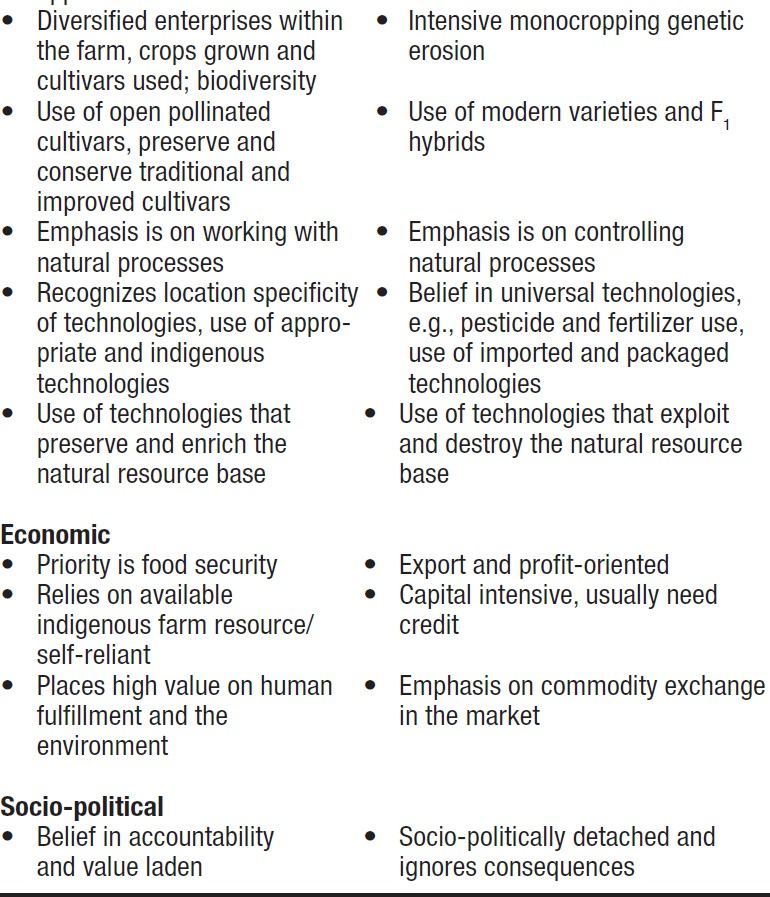 • Diversified enterprises within
the farm, crops grown and
cultivars used; biodiversity
• Intensive monocropping genetic
erosion
• Use of open pollinated
cultivars, preserve and
conserve traditional and
improved cultivars
• Use of modern varieties and F1
hybrids
• Emphasis is on working with
natural processes
• Emphasis is on controlling
natural processes
• Recognizes location specificity
of technologies, use of appro-
priate and indigenous
technologies
• Belief in universal technologies,
e.g., pesticide and fertilizer use,
use of imported and packaged
technologies
• Use of technologies that
preserve and enrich the
natural resource base
• Use of technologies that exploit
and destroy the natural resource
base
Economic
• Priority is food security
• Export and profit-oriented
• Relies on available
indigenous farm resource/
self-reliant
• Capital intensive, usually need
credit
• Places high value on human
fulfillment and the
environment
• Emphasis on commodity exchange
in the market
Socio-political
• Belief in accountability
and value laden
• Socio-politically detached and
ignores consequences